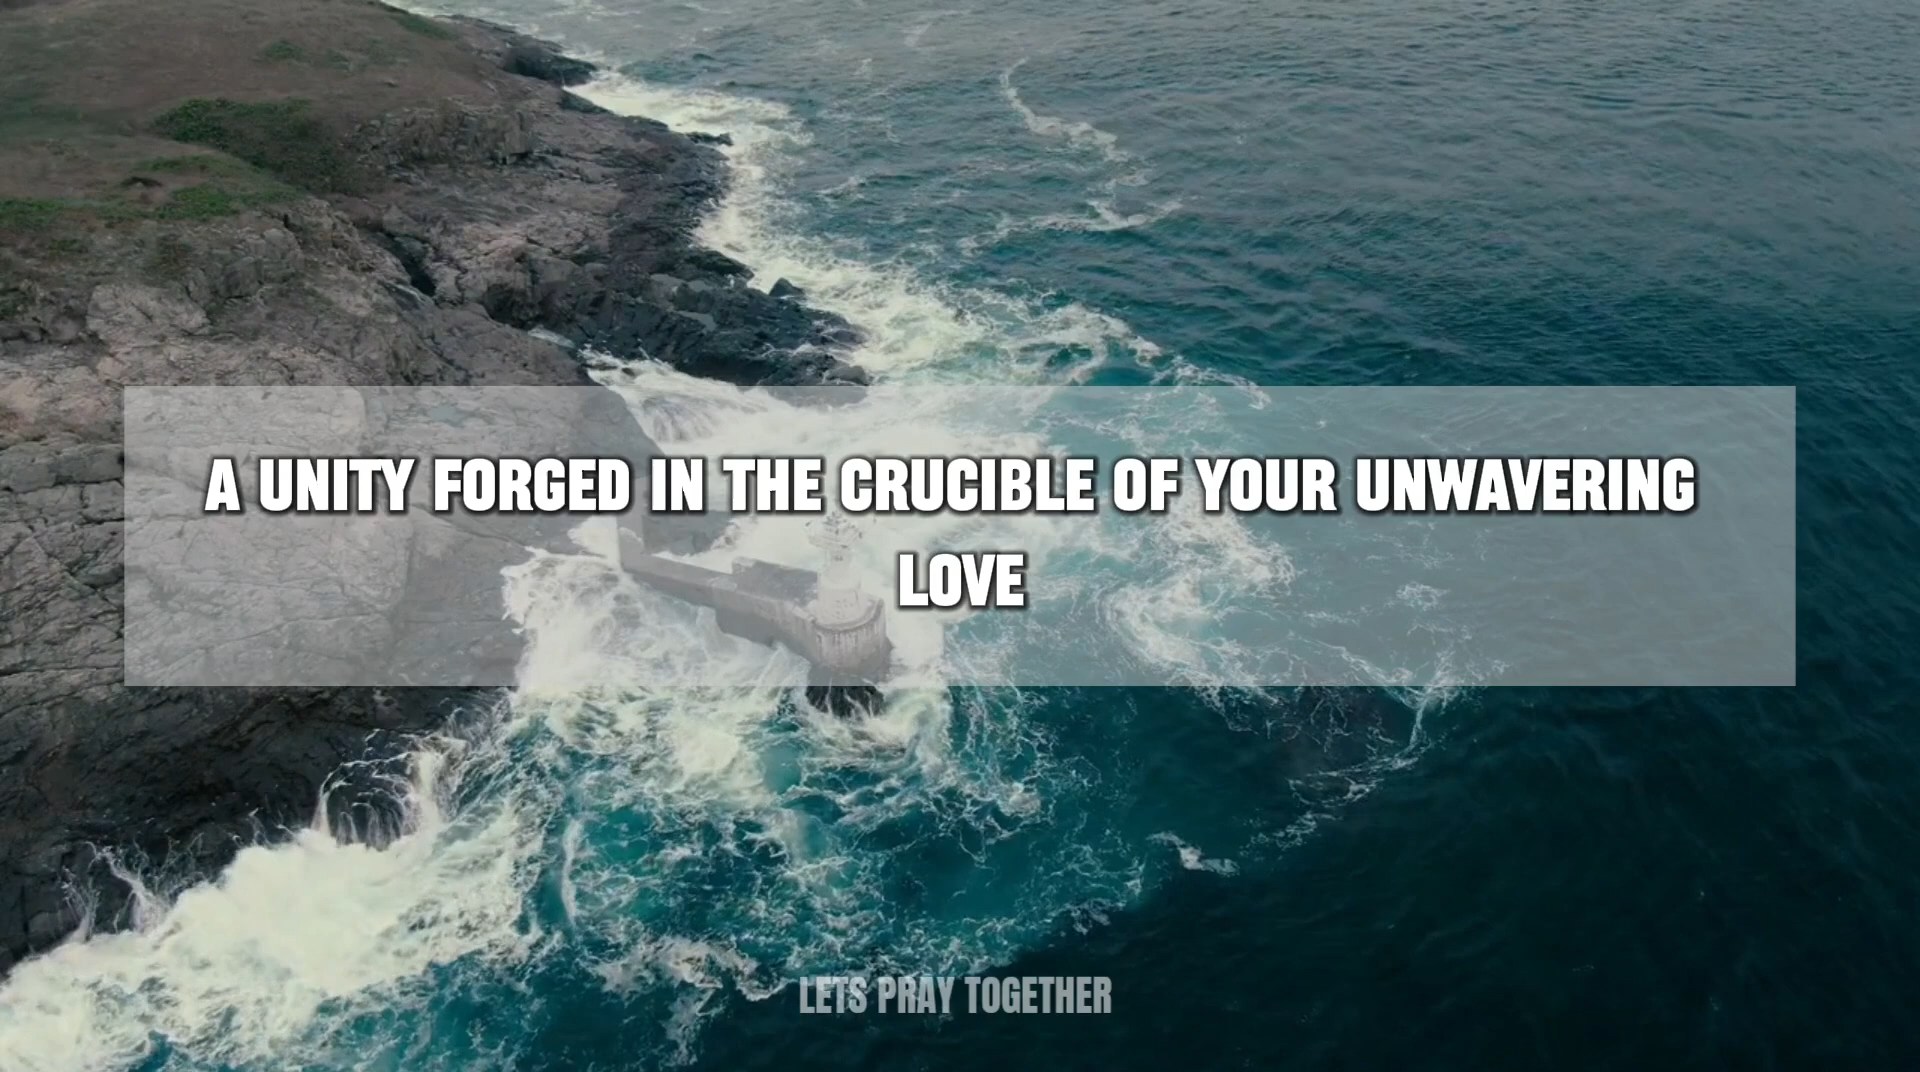 A UNITY FORGED IN THE CRUCIBLE OF YOUR UNWAVERING
LOVE
LETS PRAY TOGETHER